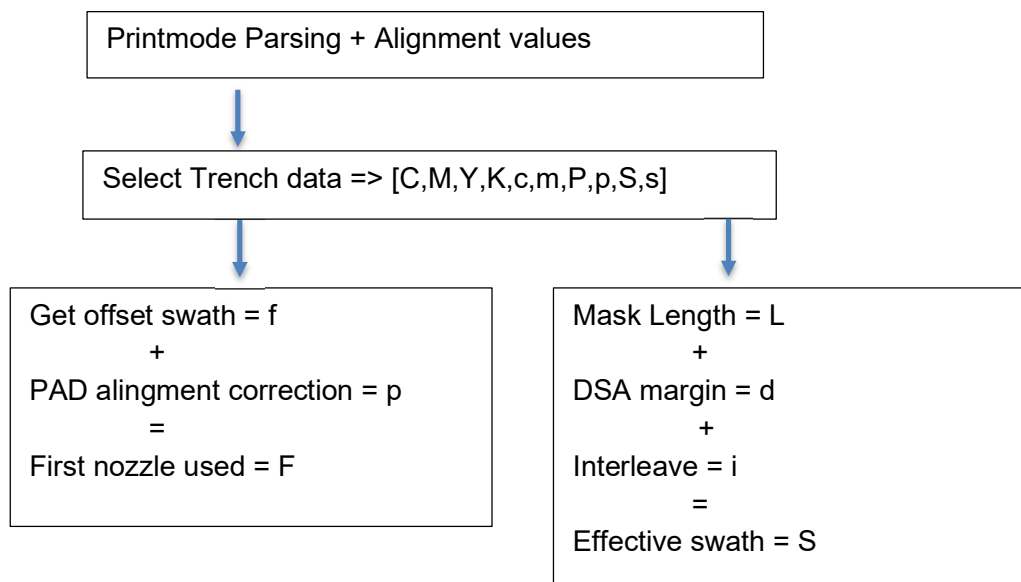 Printmode Parsing + Alignment values
Select Trench data => [C,M,Y,K,c,m,P,p,S,s]
Get offset swath = f
+
PAD alingment correction = p
=
First nozzle used = F
Mask Length = L
+
DSA margin = d
+
Interleave = i
=
Effective swath = S